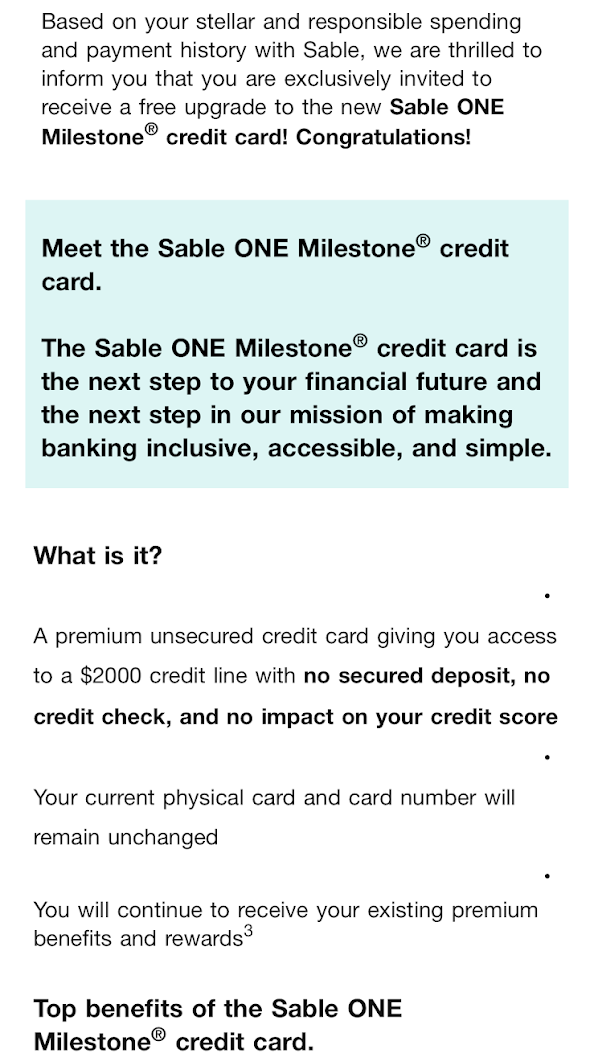 Based on your stellar and responsible spending
and payment history with Sable, we are thrilled to
inform you that you are exclusively invited to
receive a free upgrade to the new Sable ONE
Milestone® credit card! Congratulations!
Meet the Sable ONE Milestone® credit
card.
The Sable ONE Milestone® credit card is
the next step to your financial future and
the next step in our mission of making
banking inclusive, accessible, and simple.
What is it?
•
A premium unsecured credit card giving you access
to a $2000 credit line with no secured deposit, no
credit check, and no impact on your credit score
•
Your current physical card and card number will
remain unchanged
•
You will continue to receive your existing premium
benefits and rewards³
Top benefits of the Sable ONE
Milestone® credit card.